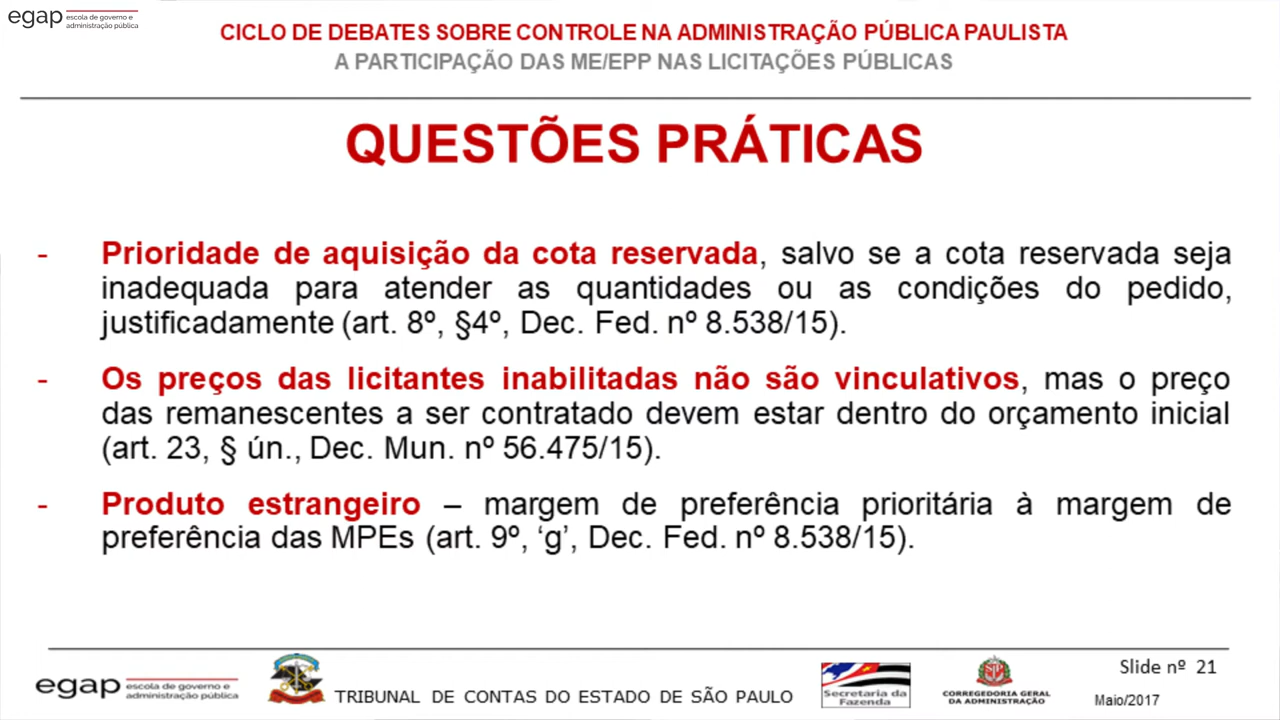 egap escola de governo e
administração pública
CICLO DE DEBATES SOBRE CONTROLE NA ADMINISTRAÇÃO PÚBLICA PAULISTA
A PARTICIPAÇÃO DAS ME/EPP NAS LICITAÇÕES PÚBLICAS
QUESTÕES PRÁTICAS
- Prioridade de aquisição da cota reservada, salvo se a cota reservada seja
inadequada para atender as quantidades ou as condições do pedido,
justificadamente (art. 8º, §4º, Dec. Fed. nº 8.538/15).
- Os preços das licitantes inabilitadas não são vinculativos, mas o preço
das remanescentes a ser contratado devem estar dentro do orçamento inicial
(art. 23, § ún., Dec. Mun. nº 56.475/15).
- Produto estrangeiro – margem de preferência prioritária à margem de
preferência das MPEs (art. 9º, ‘g’, Dec. Fed. nº 8.538/15).
egap escola de governo e
administração pública
TRIBUNAL DE CONTAS DO ESTADO DE SÃO PAULO
Secretaria da
Fazenda
CORREGEDORIA GERAL
DA ADMINISTRAÇÃO
Slide nº 21
Maio/2017